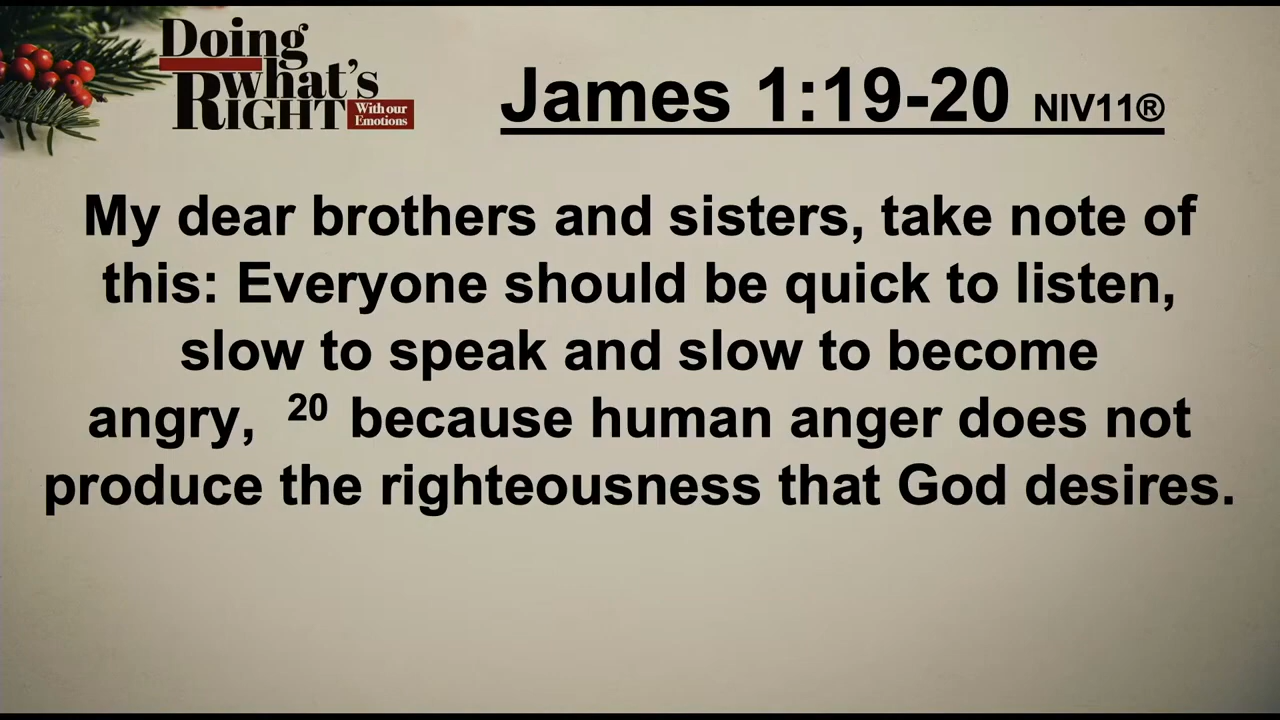 Doing
what's
RIGHT
With our
Emotions
James 1:19-20 NIV11®
My dear brothers and sisters, take note of
this: Everyone should be quick to listen,
slow to speak and slow to become
angry, 20 because human anger does not
produce the righteousness that God desires.